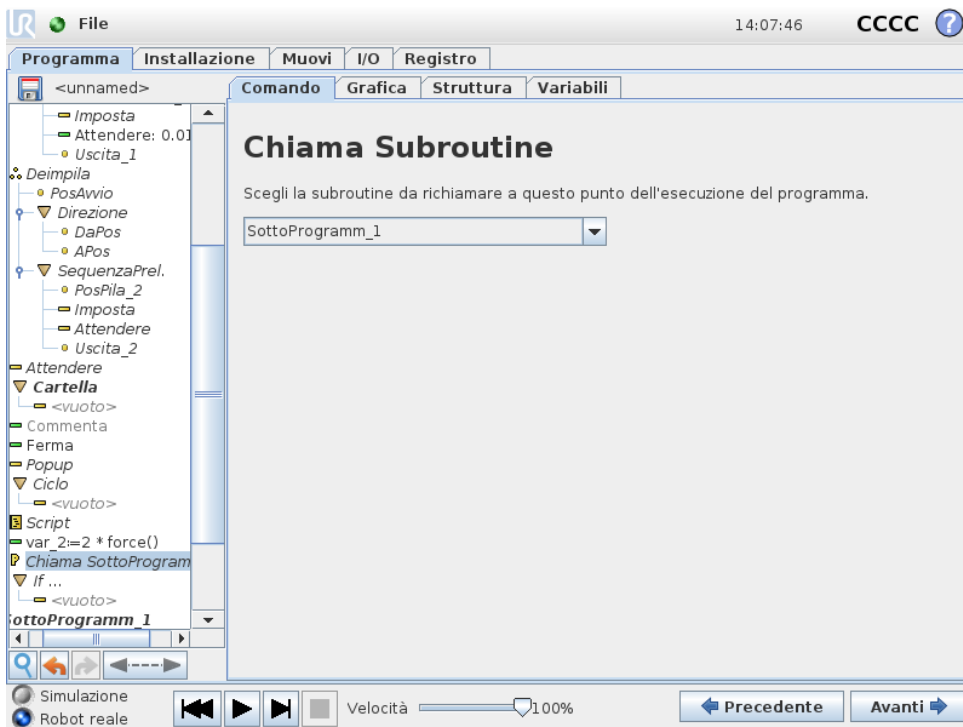 File
14:07:46
CCCC
?
Programma Installazione Muovi I/O Registro
<unnamed>
Comando Grafica Struttura Variabili
Imposta
Attendere: 0.01
Uscita_1
Deimpila
PosAvvio
Direzione
DaPos
APos
SequenzaPrel.
PosPila_2
Imposta
Attendere
Uscita_2
Attendere
Cartella
<vuoto>
Commenta
Ferma
Popup
Ciclo
<vuoto>
Script
var_2:=2 * force()
Chiama SottoProgram
If ...
<vuoto>
SottoProgramm_1
Chiama Subroutine
Scegli la subroutine da richiamare a questo punto dell'esecuzione del programma.
SottoProgramm_1
Simulazione
Robot reale
Velocità 100%
Precedente
Avanti